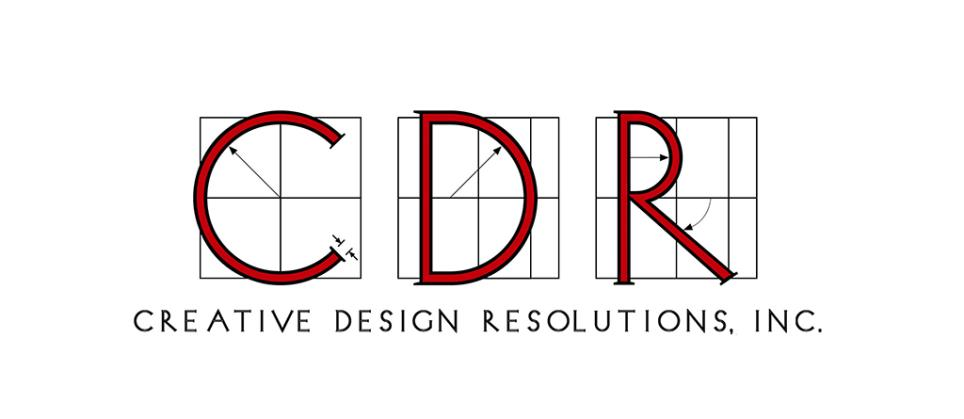 CDR
CREATIVE DESIGN RESOLUTIONS, INC.